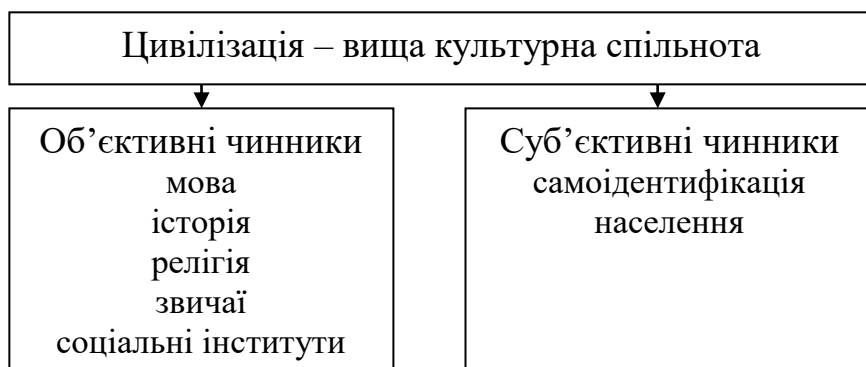 Цивілізація – вища культурна спільнота
Об’єктивні чинники
мова
історія
релігія
звичаї
соціальні інститути
Суб’єктивні чинники
самоідентифікація
населення